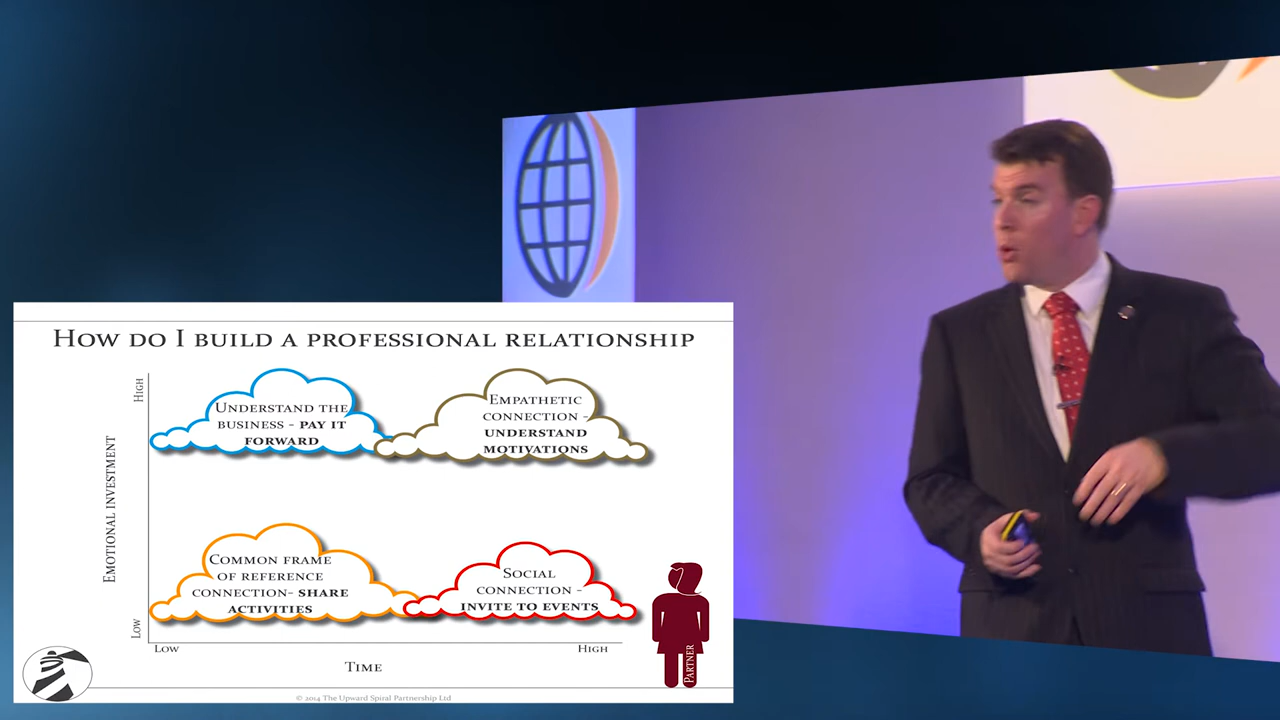 How do I build a professional relationship
High
Understand the
business - pay it
forward
Empathetic
connection -
understand
motivations
Emotional investment
Common frame
of reference
connection- share
activities
Social
connection -
invite to events
Low
Low
High
Time
Partner
© 2014 The Upward Spiral Partnership Ltd